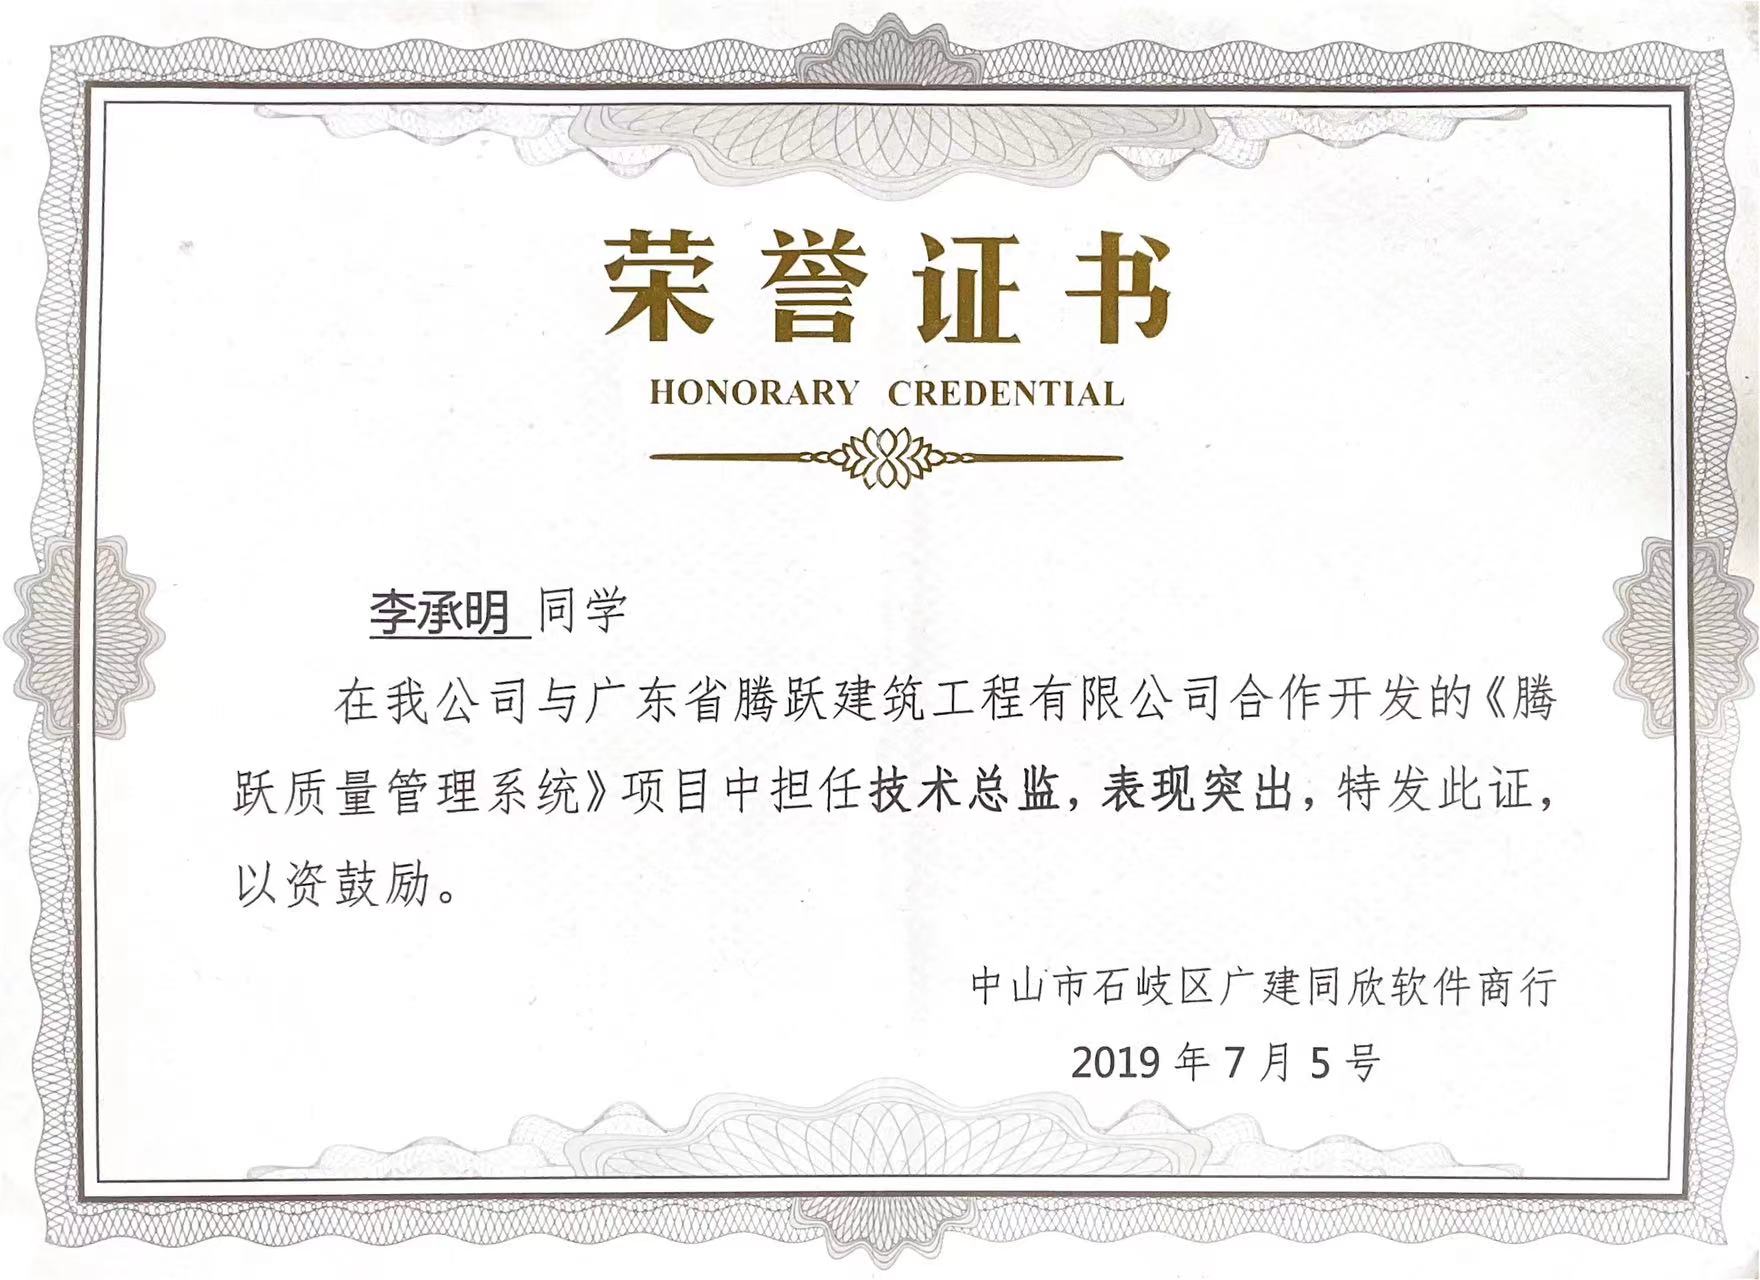 荣誉证书
HONORARY CREDENTIAL
李承明 同学
在我公司与广东省腾跃建筑工程有限公司合作开发的《腾
跃质量管理系统》项目中担任技术总监，表现突出，特发此证，
以资鼓励。
中山市石岐区广建同欣软件商行
2019 年 7 月 5 号